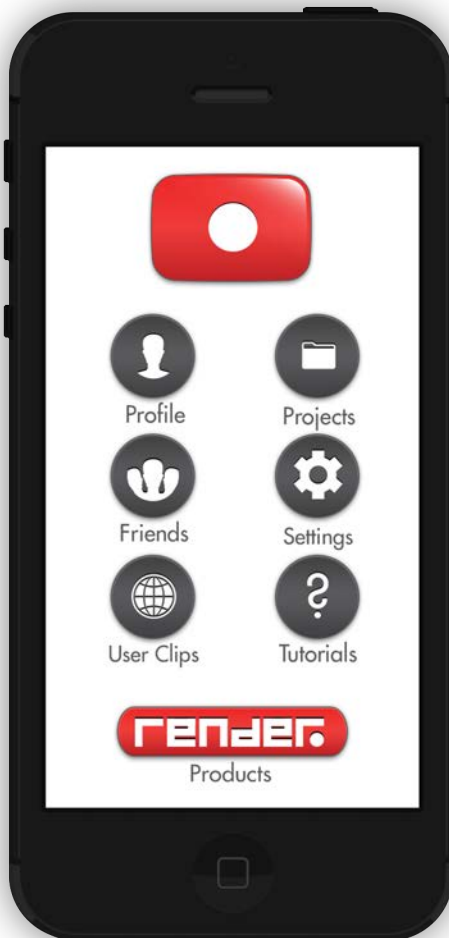 Profile
Projects
Friends
Settings
User Clips
?
Tutorials
render.
Products